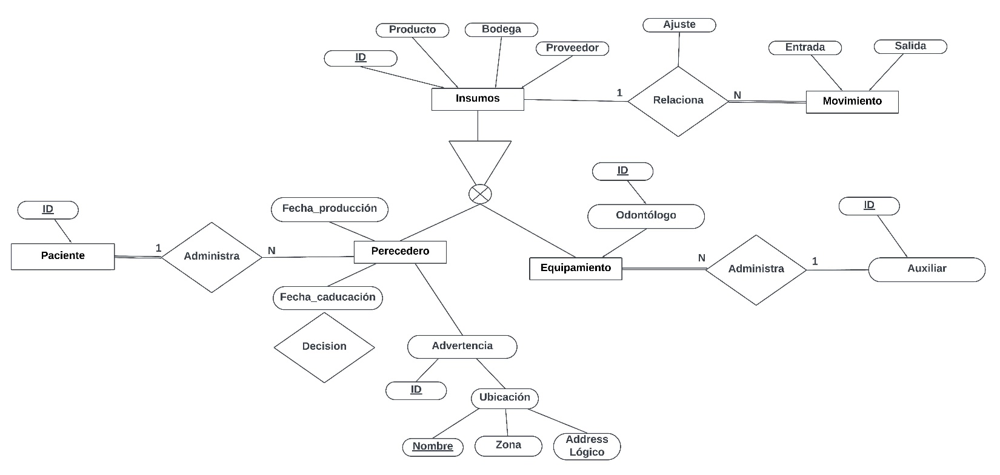 Ajuste
Producto
Bodega
Proveedor
Entrada
Salida
ID
Insumos
1
Relaciona
N
Movimiento
ID
ID
ID
Fecha_producción
Odontólogo
Paciente
1
Administra
N
Perecedero
Equipamiento
N
Administra
1
Auxiliar
Fecha_caducación
Decision
Advertencia
ID
Ubicación
Nombre
Zona
Address
Lógico